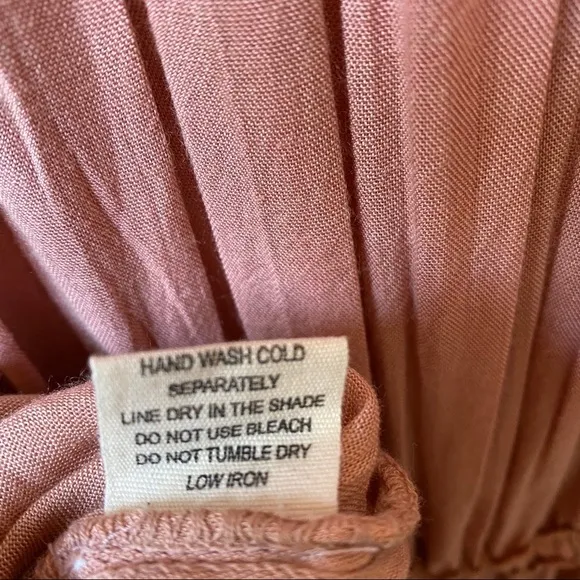 HAND WASH COLD
SEPARATELY
LINE DRY IN THE SHADE
DO NOT USE BLEACH
DO NOT TUMBLE DRY
LOW IRON